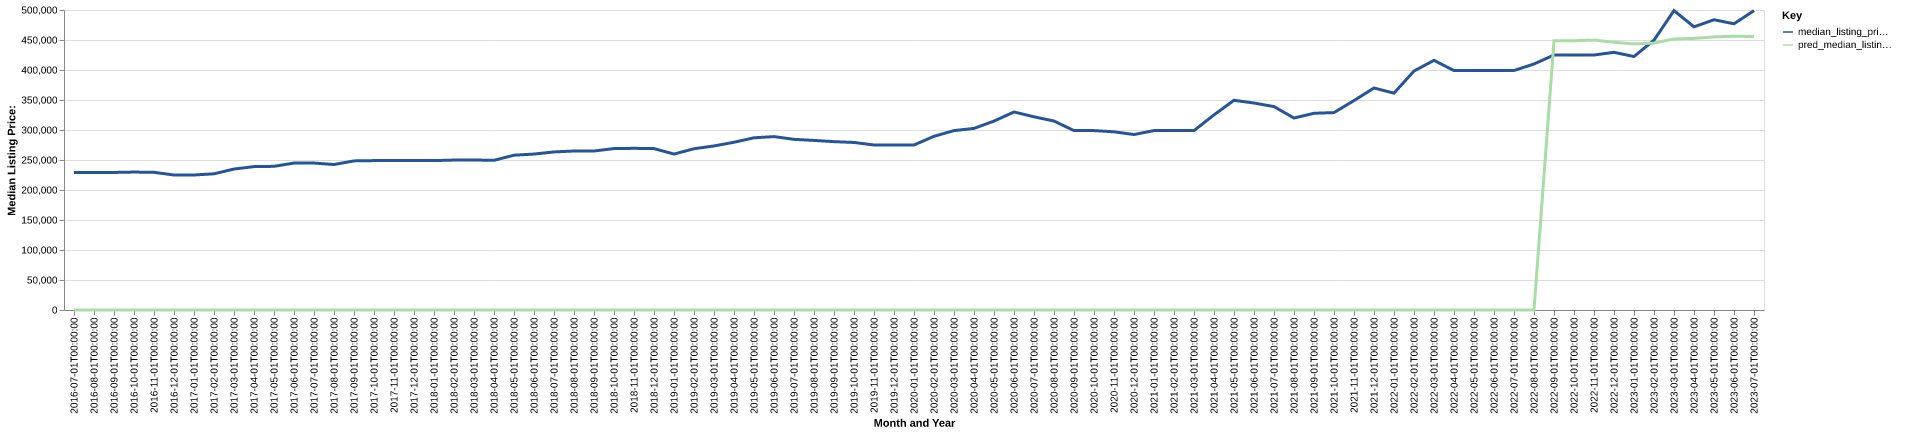 500,000
450,000
400,000
350,000
300,000
250,000
200,000
150,000
100,000
50,000
0
Median Listing Price:
2016-07-01T00:00:00
2016-08-01T00:00:00
2016-09-01T00:00:00
2016-10-01T00:00:00
2016-11-01T00:00:00
2016-12-01T00:00:00
2017-01-01T00:00:00
2017-02-01T00:00:00
2017-03-01T00:00:00
2017-04-01T00:00:00
2017-05-01T00:00:00
2017-06-01T00:00:00
2017-07-01T00:00:00
2017-08-01T00:00:00
2017-09-01T00:00:00
2017-10-01T00:00:00
2017-11-01T00:00:00
2017-12-01T00:00:00
2018-01-01T00:00:00
2018-02-01T00:00:00
2018-03-01T00:00:00
2018-04-01T00:00:00
2018-05-01T00:00:00
2018-06-01T00:00:00
2018-07-01T00:00:00
2018-08-01T00:00:00
2018-09-01T00:00:00
2018-10-01T00:00:00
2018-11-01T00:00:00
2018-12-01T00:00:00
2019-01-01T00:00:00
2019-02-01T00:00:00
2019-03-01T00:00:00
2019-04-01T00:00:00
2019-05-01T00:00:00
2019-06-01T00:00:00
2019-07-01T00:00:00
2019-08-01T00:00:00
2019-09-01T00:00:00
2019-10-01T00:00:00
2019-11-01T00:00:00
2019-12-01T00:00:00
2020-01-01T00:00:00
2020-02-01T00:00:00
2020-03-01T00:00:00
2020-04-01T00:00:00
2020-05-01T00:00:00
2020-06-01T00:00:00
2020-07-01T00:00:00
2020-08-01T00:00:00
2020-09-01T00:00:00
2020-10-01T00:00:00
2020-11-01T00:00:00
2020-12-01T00:00:00
2021-01-01T00:00:00
2021-02-01T00:00:00
2021-03-01T00:00:00
2021-04-01T00:00:00
2021-05-01T00:00:00
2021-06-01T00:00:00
2021-07-01T00:00:00
2021-08-01T00:00:00
2021-09-01T00:00:00
2021-10-01T00:00:00
2021-11-01T00:00:00
2021-12-01T00:00:00
2022-01-01T00:00:00
2022-02-01T00:00:00
2022-03-01T00:00:00
2022-04-01T00:00:00
2022-05-01T00:00:00
2022-06-01T00:00:00
2022-07-01T00:00:00
2022-08-01T00:00:00
2022-09-01T00:00:00
2022-10-01T00:00:00
2022-11-01T00:00:00
2022-12-01T00:00:00
2023-01-01T00:00:00
2023-02-01T00:00:00
2023-03-01T00:00:00
2023-04-01T00:00:00
2023-05-01T00:00:00
2023-06-01T00:00:00
2023-07-01T00:00:00
Month and Year
Key
median_listing_pri…
pred_median_listin…